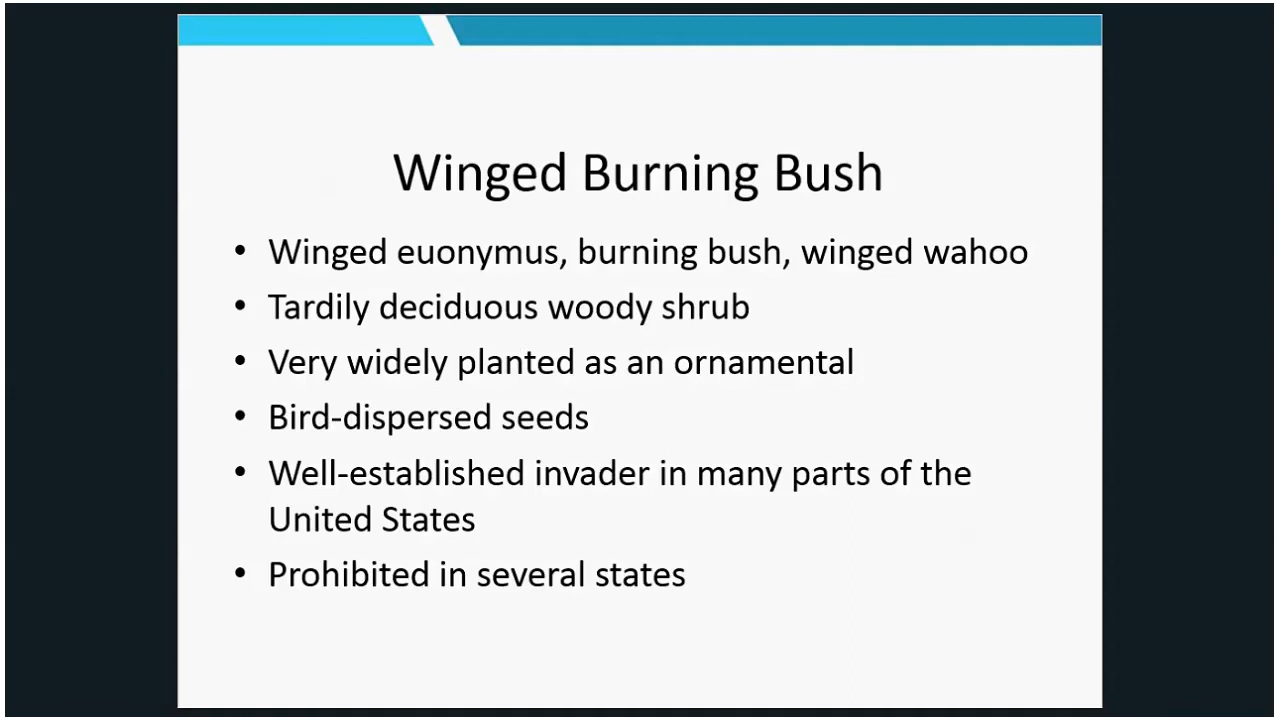 Winged Burning Bush
• Winged euonymus, burning bush, winged wahoo
• Tardily deciduous woody shrub
• Very widely planted as an ornamental
• Bird-dispersed seeds
• Well-established invader in many parts of the
United States
• Prohibited in several states